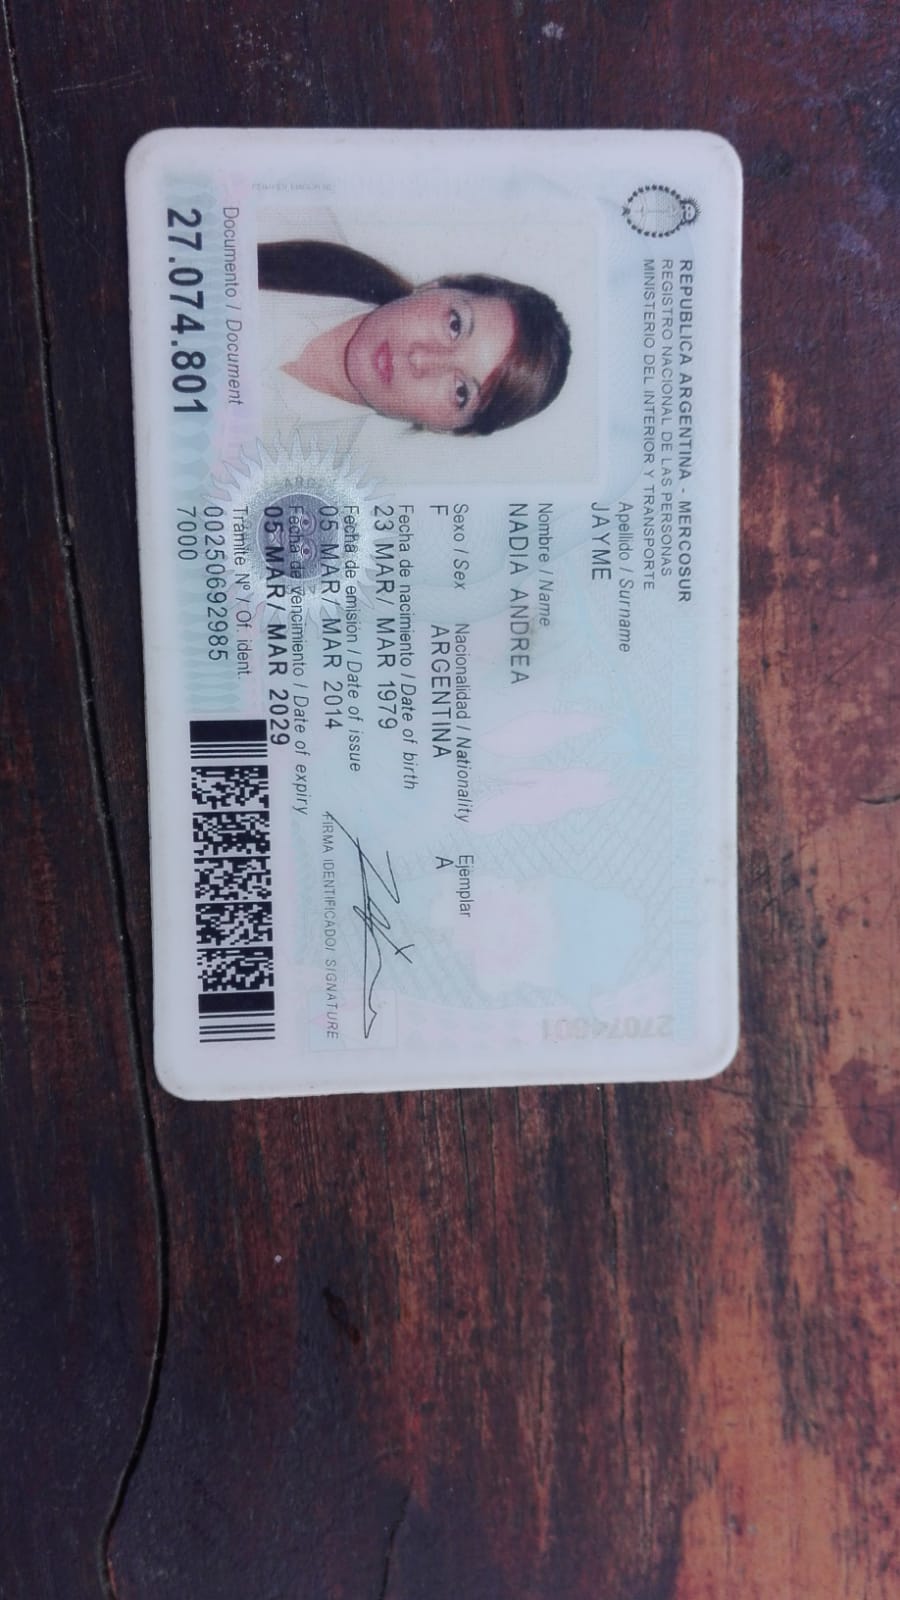 REPUBLICA ARGENTINA - MERCOSUR
REGISTRO NACIONAL DE LAS PERSONAS
MINISTERIO DEL INTERIOR Y TRANSPORTE
Apellido / Surname
JAYME
Nombre / Name
NADIA ANDREA
Sexo / Sex Nacionalidad / Nationality Ejemplar
F ARGENTINA A
Fecha de nacimiento / Date of birth
23 MAR/ MAR 1979
Fecha de emisión / Date of issue
05 MAR/ MAR 2014
Fecha de vencimiento / Date of expiry
05 MAR/ MAR 2029
FIRMA IDENTIFICADO/ SIGNATURE
Documento / Document
27.074.801
Trámite Nº / Of. ident.
00250692985
7000
27074801